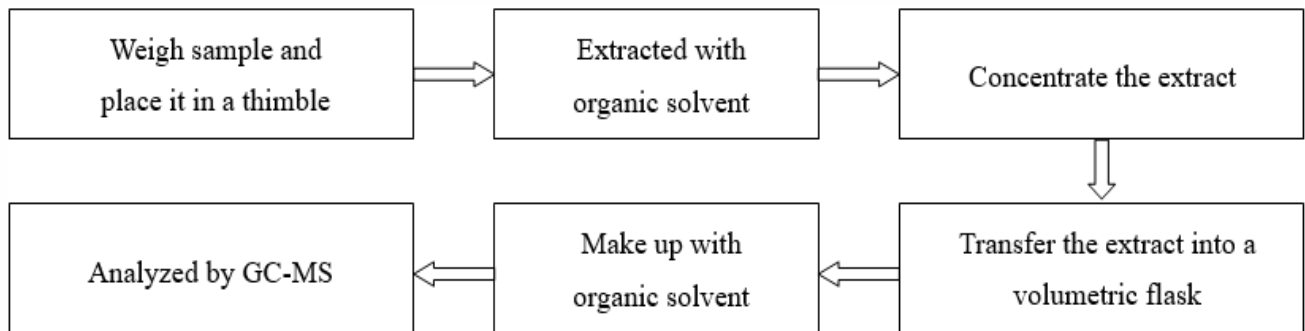 Weigh sample and
place it in a thimble
Extracted with
organic solvent
Concentrate the extract
Transfer the extract into a
volumetric flask
Make up with
organic solvent
Analyzed by GC-MS